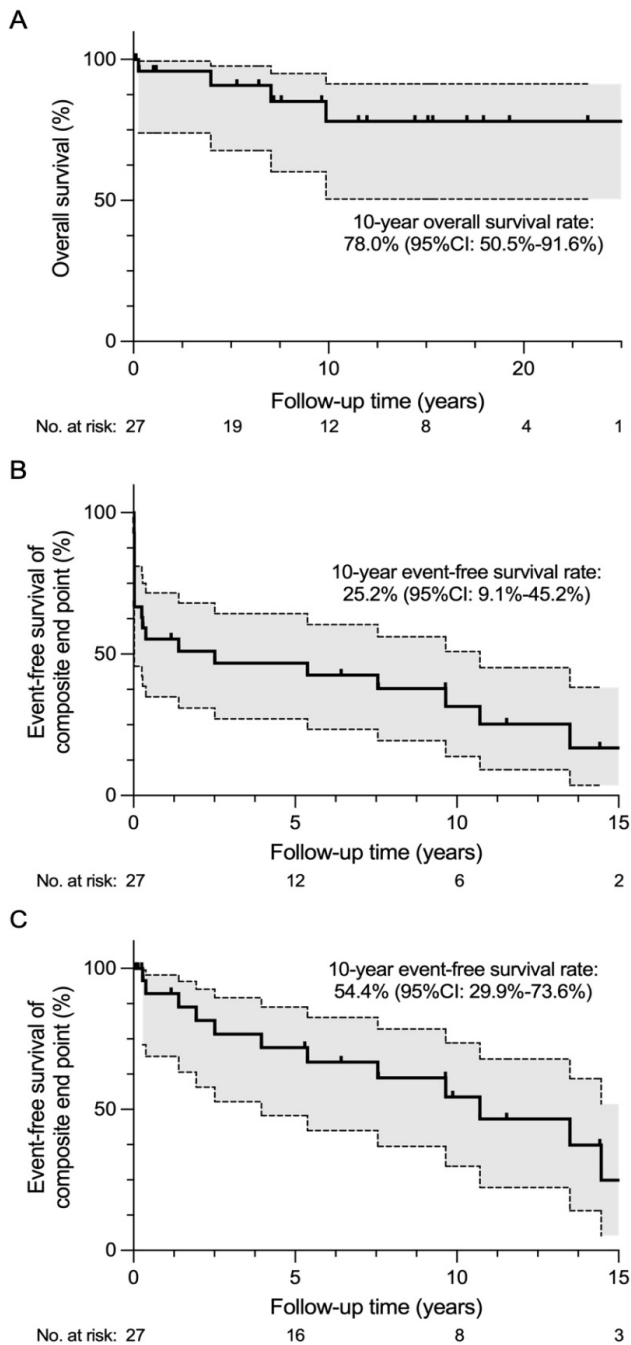 A
100
50
0
Overall survival (%)
10-year overall survival rate:
78.0% (95%CI: 50.5%-91.6%)
0 10 20
Follow-up time (years)
No. at risk: 27 19 12 8 4 1
B
100
50
0
Event-free survival of
composite end point (%)
10-year event-free survival rate:
25.2% (95%CI: 9.1%-45.2%)
0 5 10 15
Follow-up time (years)
No. at risk: 27 12 6 2
C
100
50
0
Event-free survival of
composite end point (%)
10-year event-free survival rate:
54.4% (95%CI: 29.9%-73.6%)
0 5 10 15
Follow-up time (years)
No. at risk: 27 16 8 3